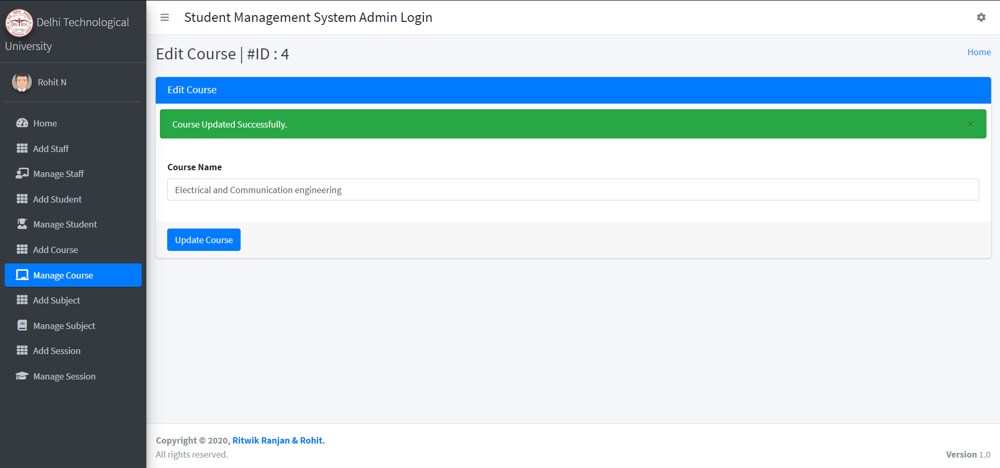 Delhi Technological
University
Rohit N
Home
Add Staff
Manage Staff
Add Student
Manage Student
Add Course
Manage Course
Add Subject
Manage Subject
Add Session
Manage Session
Student Management System Admin Login
Edit Course | #ID : 4
Home
Edit Course
Course Updated Successfully.
×
Course Name
Electrical and Communication engineering
Update Course
Copyright © 2020, Ritwik Ranjan & Rohit.
All rights reserved.
Version 1.0